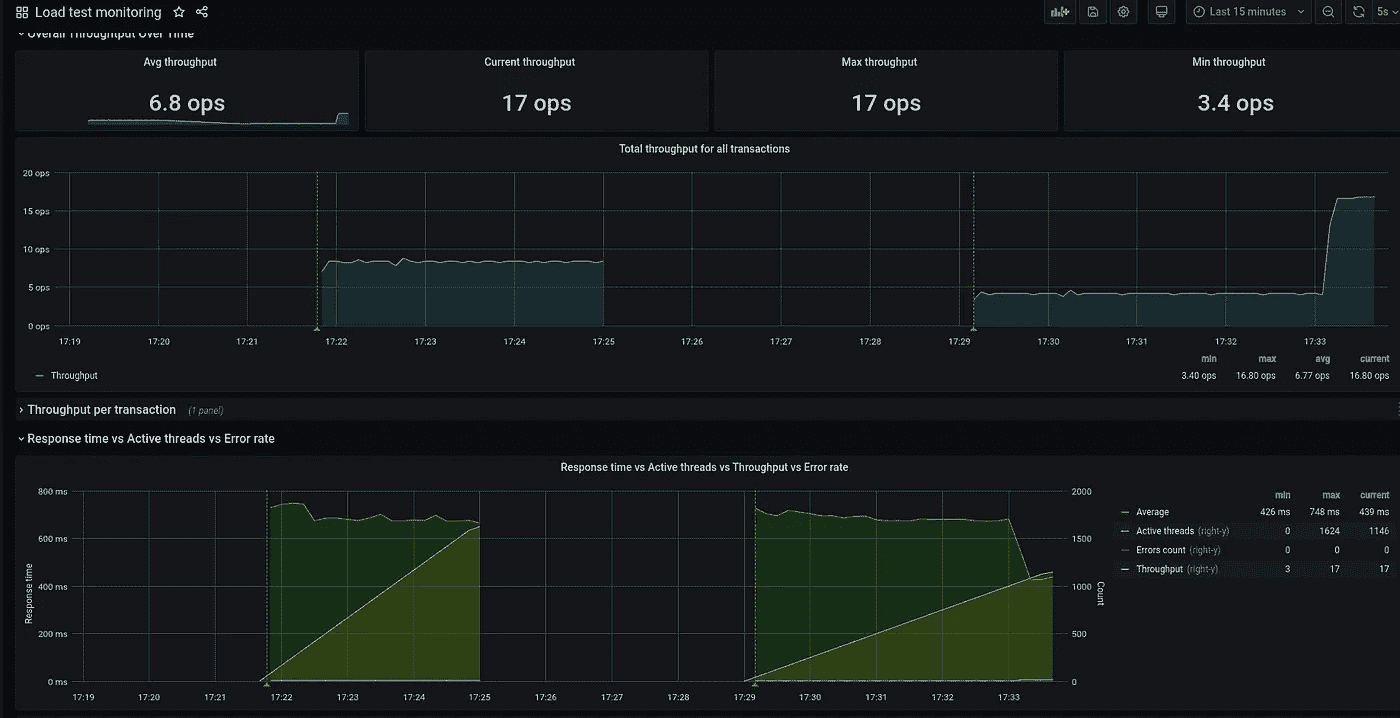 Load test monitoring
Last 15 minutes 5s
Overall Throughtput Over Time
Avg throughput Current throughput Max throughput Min throughput
6.8 ops 17 ops 17 ops 3.4 ops
Total throughput for all transactions
20 ops
15 ops
10 ops
5 ops
0 ops
17:19 17:20 17:21 17:22 17:23 17:24 17:25 17:26 17:27 17:28 17:29 17:30 17:31 17:32 17:33
min max avg current
Throughput 3.40 ops 16.80 ops 6.77 ops 16.80 ops
Throughput per transaction (1 panel)
Response time vs Active threads vs Error rate
Response time vs Active threads vs Throughput vs Error rate
800 ms 2000
600 ms 1500
400 ms 1000
200 ms 500
0 ms 0
Response time
Count
17:19 17:20 17:21 17:22 17:23 17:24 17:25 17:26 17:27 17:28 17:29 17:30 17:31 17:32 17:33
min max current
Average 426 ms 748 ms 439 ms
Active threads (right-y) 0 1624 1146
Errors count (right-y) 0 0 0
Throughput (right-y) 3 17 17